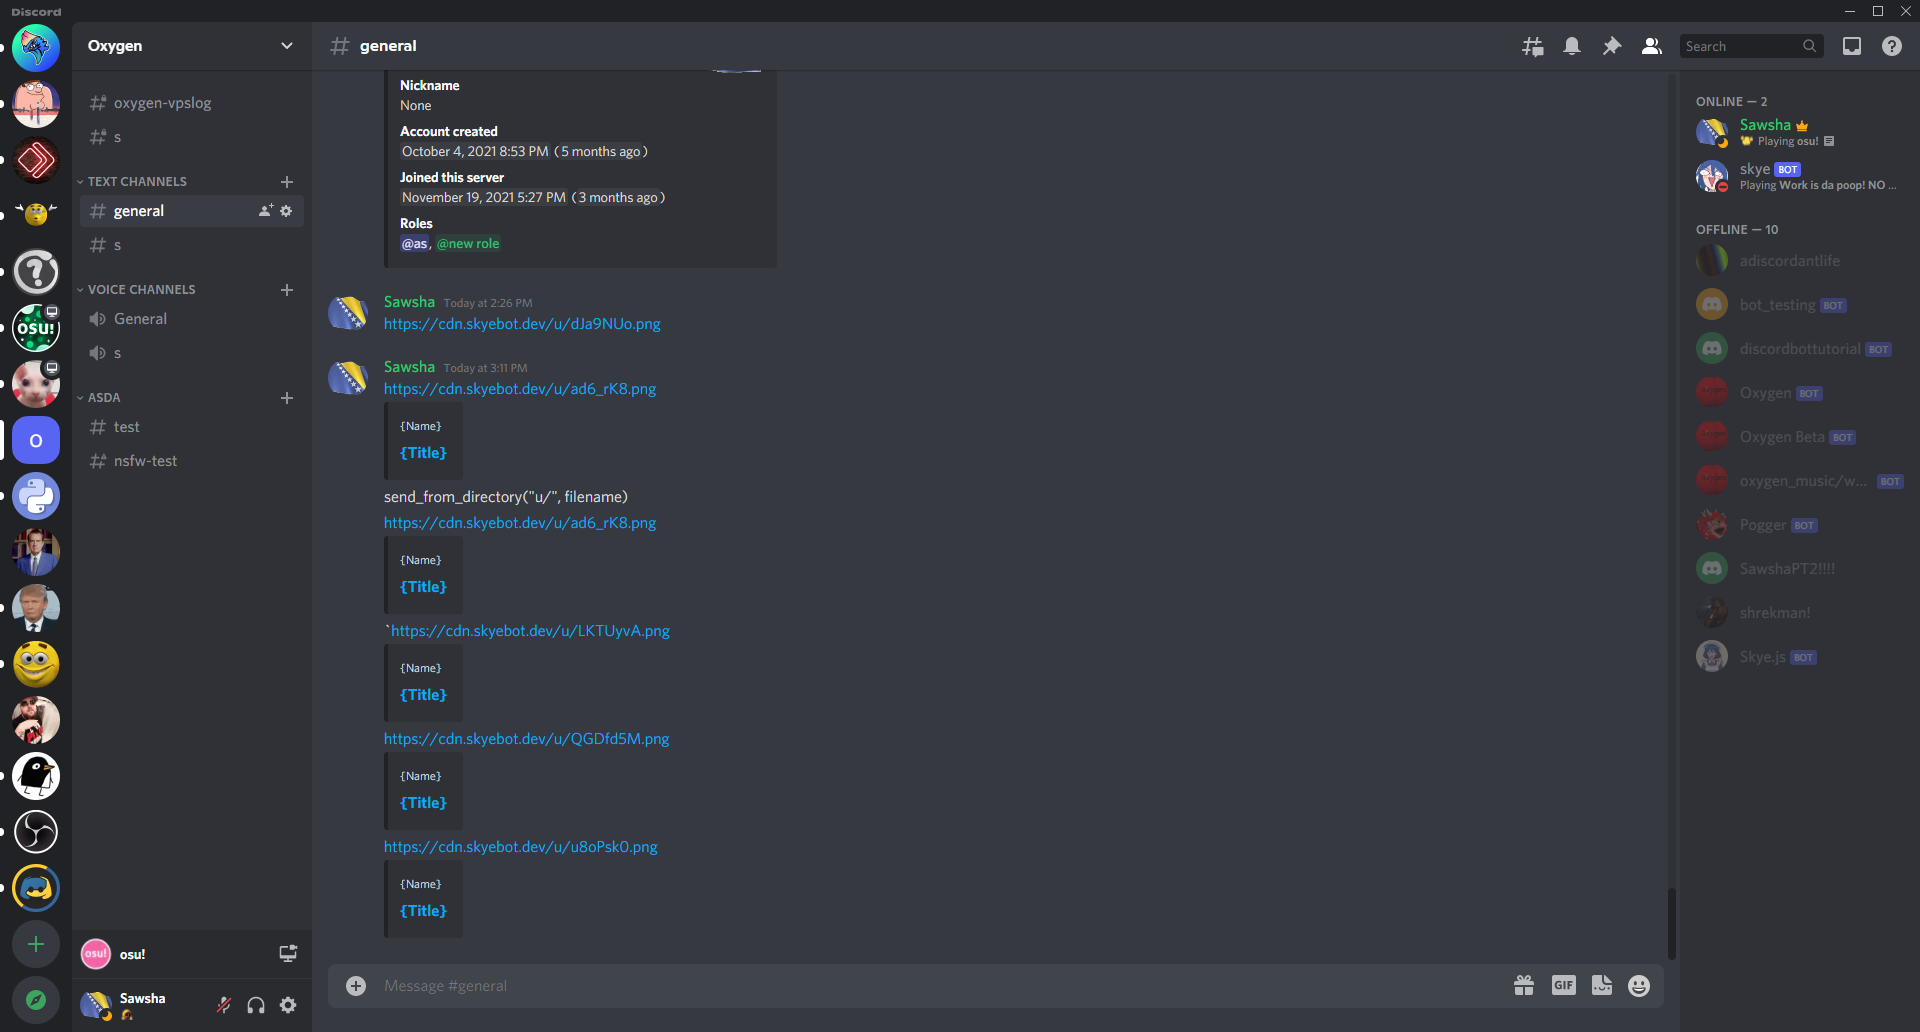 Discord
Oxygen
oxygen-vpslog
s
TEXT CHANNELS
general
s
VOICE CHANNELS
General
s
ASDA
test
nsfw-test
OSU!
O
osu!
osu!
Sawsha
general
Search
Nickname
None
Account created
October 4, 2021 8:53 PM (5 months ago)
Joined this server
November 19, 2021 5:27 PM (3 months ago)
Roles
@as, @new role
Sawsha Today at 2:26 PM
https://cdn.skyebot.dev/u/dJa9NUo.png
Sawsha Today at 3:11 PM
https://cdn.skyebot.dev/u/ad6_rK8.png
{Name}
{Title}
send_from_directory("u/", filename)
https://cdn.skyebot.dev/u/ad6_rK8.png
{Name}
{Title}
`https://cdn.skyebot.dev/u/LKTUyvA.png
{Name}
{Title}
https://cdn.skyebot.dev/u/QGDfd5M.png
{Name}
{Title}
https://cdn.skyebot.dev/u/u8oPsk0.png
{Name}
{Title}
Message #general
GIF
ONLINE — 2
Sawsha
Playing osu!
skye BOT
Playing Work is da poop! NO ...
OFFLINE — 10
adiscordantlife
bot_testing BOT
discordbottutorial BOT
Oxygen BOT
Oxygen Beta BOT
oxygen_music/w... BOT
Pogger BOT
SawshaPT2!!!!
shrekman!
Skye.js BOT